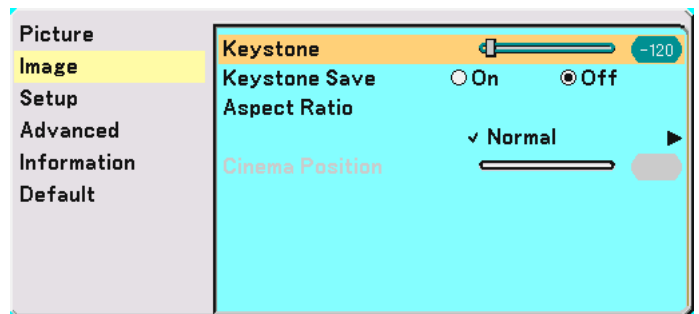 Picture
Image
Setup
Advanced
Information
Default
Keystone -120
Keystone Save On Off
Aspect Ratio
Normal
Cinema Position